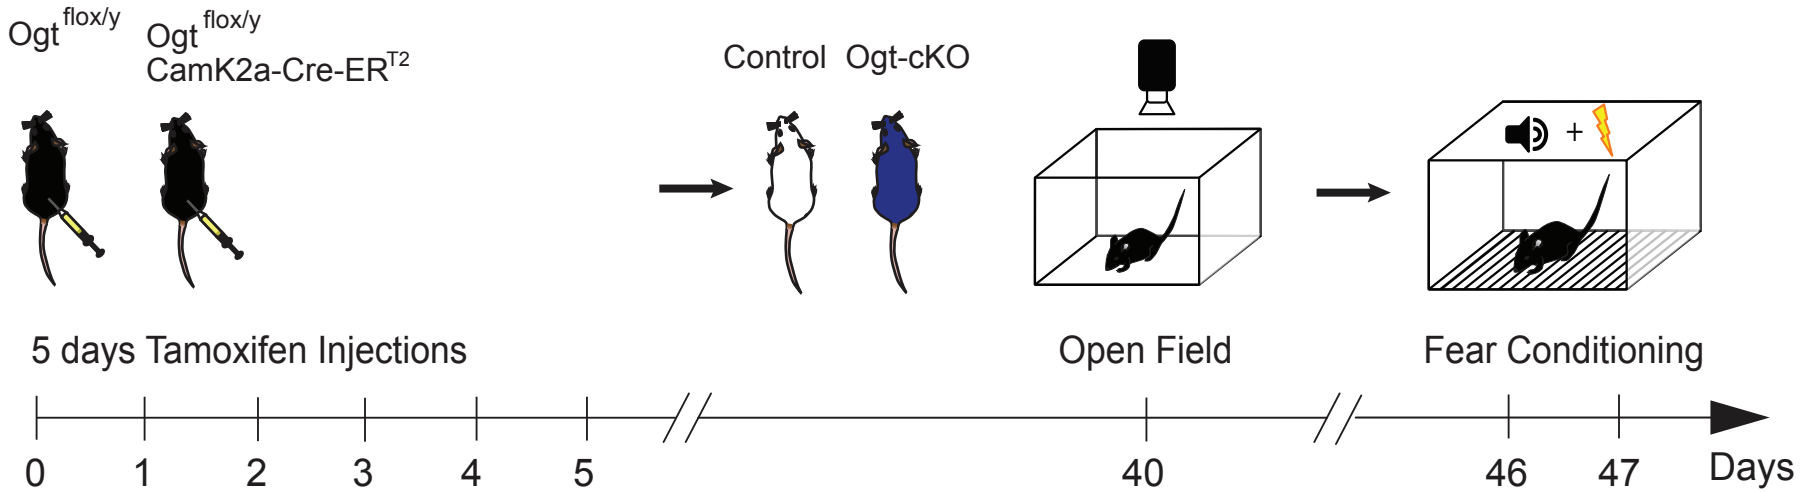 Ogt flox/y
Ogt flox/y
CamK2a-Cre-ER T2
Control
Ogt-cKO
+
5 days Tamoxifen Injections
Open Field
Fear Conditioning
0 1 2 3 4 5 40 46 47 Days